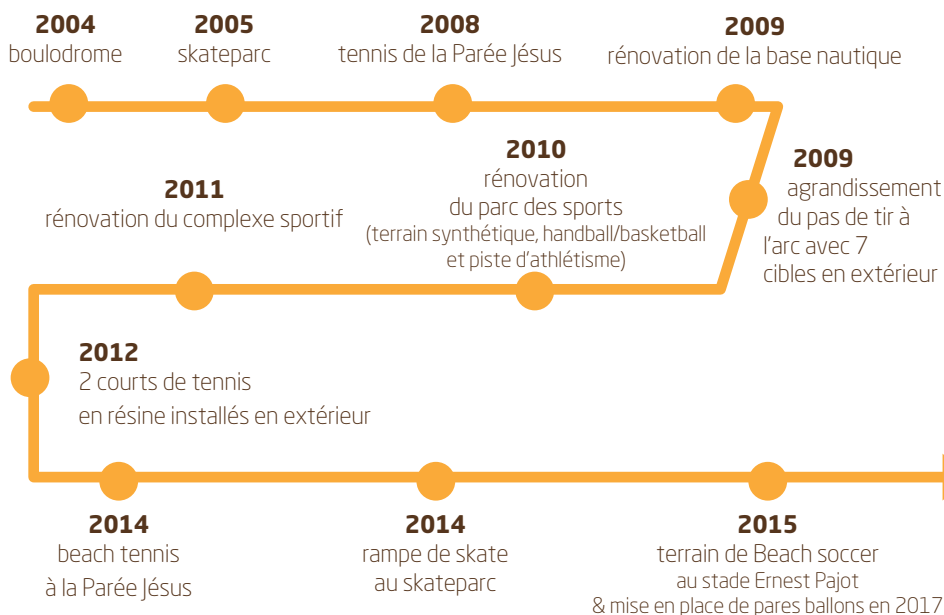 2004
boulodrome
2005
skateparc
2008
tennis de la Parée Jésus
2009
rénovation de la base nautique
2009
agrandissement
du pas de tir à
l'arc avec 7
cibles en extérieur
2010
rénovation
du parc des sports
(terrain synthétique, handball/basketball
et piste d'athlétisme)
2011
rénovation du complexe sportif
2012
2 courts de tennis
en résine installés en extérieur
2014
beach tennis
à la Parée Jésus
2014
rampe de skate
au skateparc
2015
terrain de Beach soccer
au stade Ernest Pajot
& mise en place de pares ballons en 2017